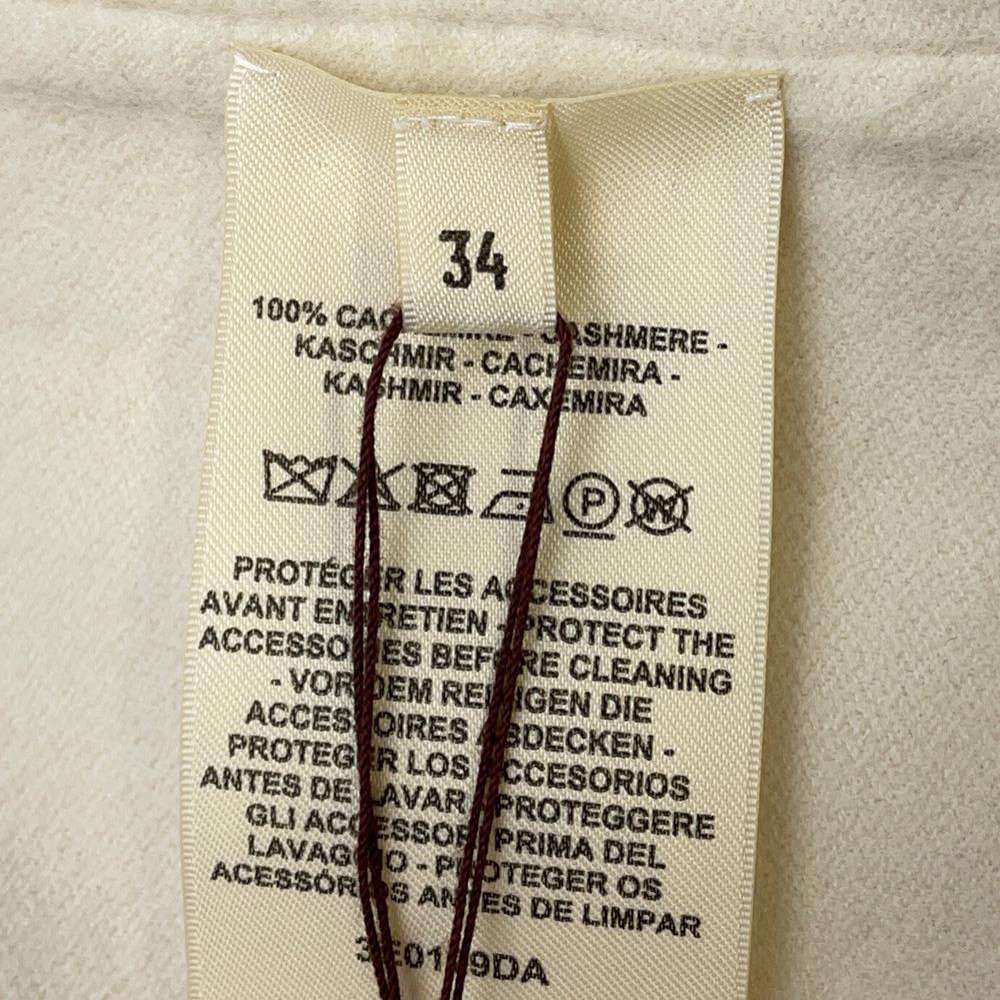 34
100% CACHEMIRE - CASHMERE -
KASCHMIR - CACHEMIRA -
KASHMIR - CAXEMIRA
P
PROTÉGER LES ACCESSOIRES
AVANT ENTRETIEN - PROTECT THE
ACCESSORIES BEFORE CLEANING
- VOR DEM REINIGEN DIE
ACCESSOIRES ABDECKEN -
PROTEGER LOS ACCESORIOS
ANTES DE LAVAR - PROTEGGERE
GLI ACCESSORI PRIMA DEL
LAVAGGIO - PROTEGER OS
ACESSÓRIOS ANTES DE LIMPAR